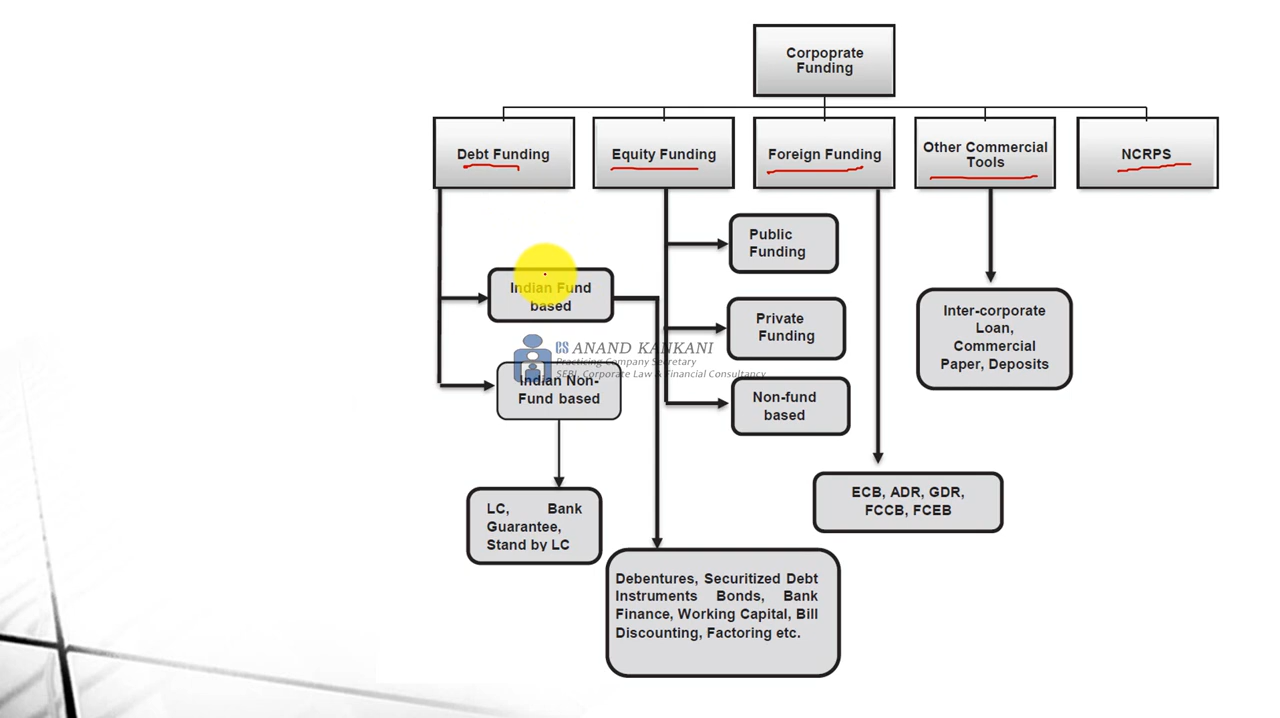 Corpoprate
Funding
Debt Funding
Equity Funding
Foreign Funding
Other Commercial
Tools
NCRPS
Public
Funding
Indian Fund
based
Private
Funding
Inter-corporate
Loan,
Commercial
Paper, Deposits
CS ANAND KANKANI
Practicing Company Secretary
SEBI, Corporate Law & Financial Consultancy
Indian Non-
Fund based
Non-fund
based
ECB, ADR, GDR,
FCCB, FCEB
LC, Bank
Guarantee,
Stand by LC
Debentures, Securitized Debt
Instruments Bonds, Bank
Finance, Working Capital, Bill
Discounting, Factoring etc.